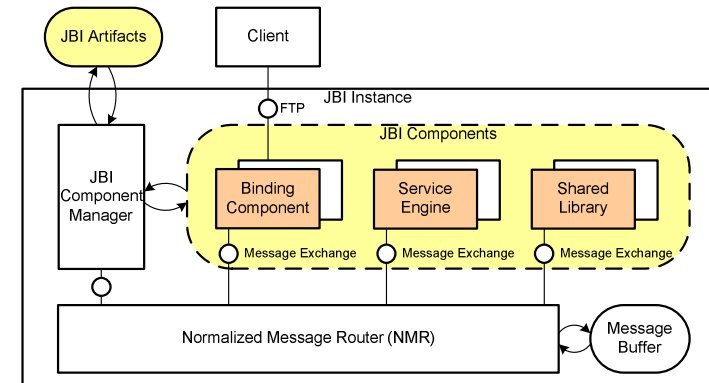 JBI Artifacts
Client
JBI Instance
FTP
JBI Components
JBI
Component
Manager
Binding
Component
Service
Engine
Shared
Library
Message Exchange
Message Exchange
Message Exchange
Normalized Message Router (NMR)
Message
Buffer